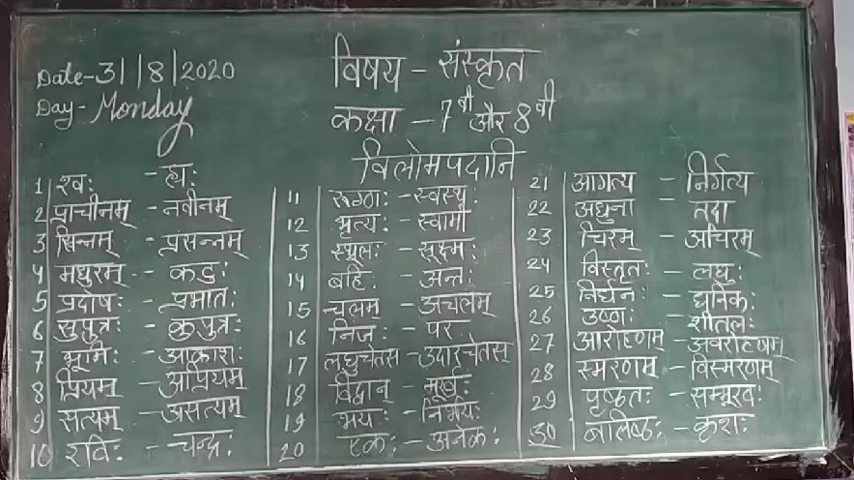 Date-31/8/2020
Day-Monday
विषय - संस्कृत
कक्षा - 7वी और 8वी
विलोमपदानि
1 श्वः - ह्यः
2 प्राचीनम् - नवीनम्
3 खिन्नम् - प्रसन्नम्
4 मधुरम् - कटुः
5 प्रदोषः - प्रभातः
6 सुपुत्रः - कुपुत्रः
7 भूमिः - आकाशः
8 प्रियम् - अप्रियम्
9 सत्यम् - असत्यम्
10 रविः - चन्द्रः
11 रूग्णः - स्वस्थः
12 भृत्यः - स्वामी
13 स्थूलः - सूक्ष्मः
14 बहिः - अन्तः
15 चलम् - अचलम्
16 निजः - पर
17 लघुचेतस - उदारचेतस्
18 विद्वान् - मूर्खः
19 भयः - निर्भयः
20 एकः - अनेकः
21 आगत्य - निर्गत्य
22 अधुना - तदा
23 चिरम् - अचिरम्
24 विस्तृतः - लघुः
25 निर्धनः - धनिकः
26 उष्णः - शीतलः
27 आरोहणम् - अवरोहणम्
28 स्मरणम् - विस्मरणम्
29 पृष्ठतः - सम्मुखः
30 बलिष्ठः - कृशः